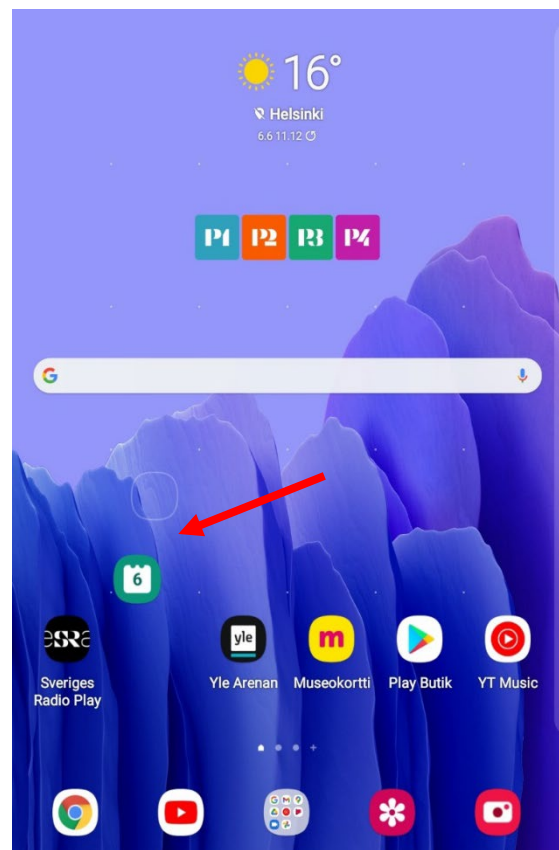 16°
Helsinki
6.6 11.12
P1 P2 P3 P4
G
6
SR
yle
m
Sveriges
Radio Play
Yle Arenan
Museokortti
Play Butik
YT Music